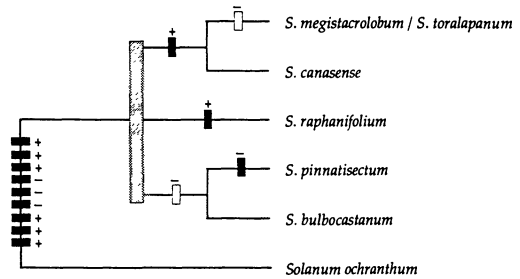 −
S. megistacrolobum / S. toralapanum
+
S. canasense
+
S. raphanifolium
+
+
+
−
−
−
+
+
+
−
S. pinnatisectum
−
S. bulbocastanum
Solanum ochranthum